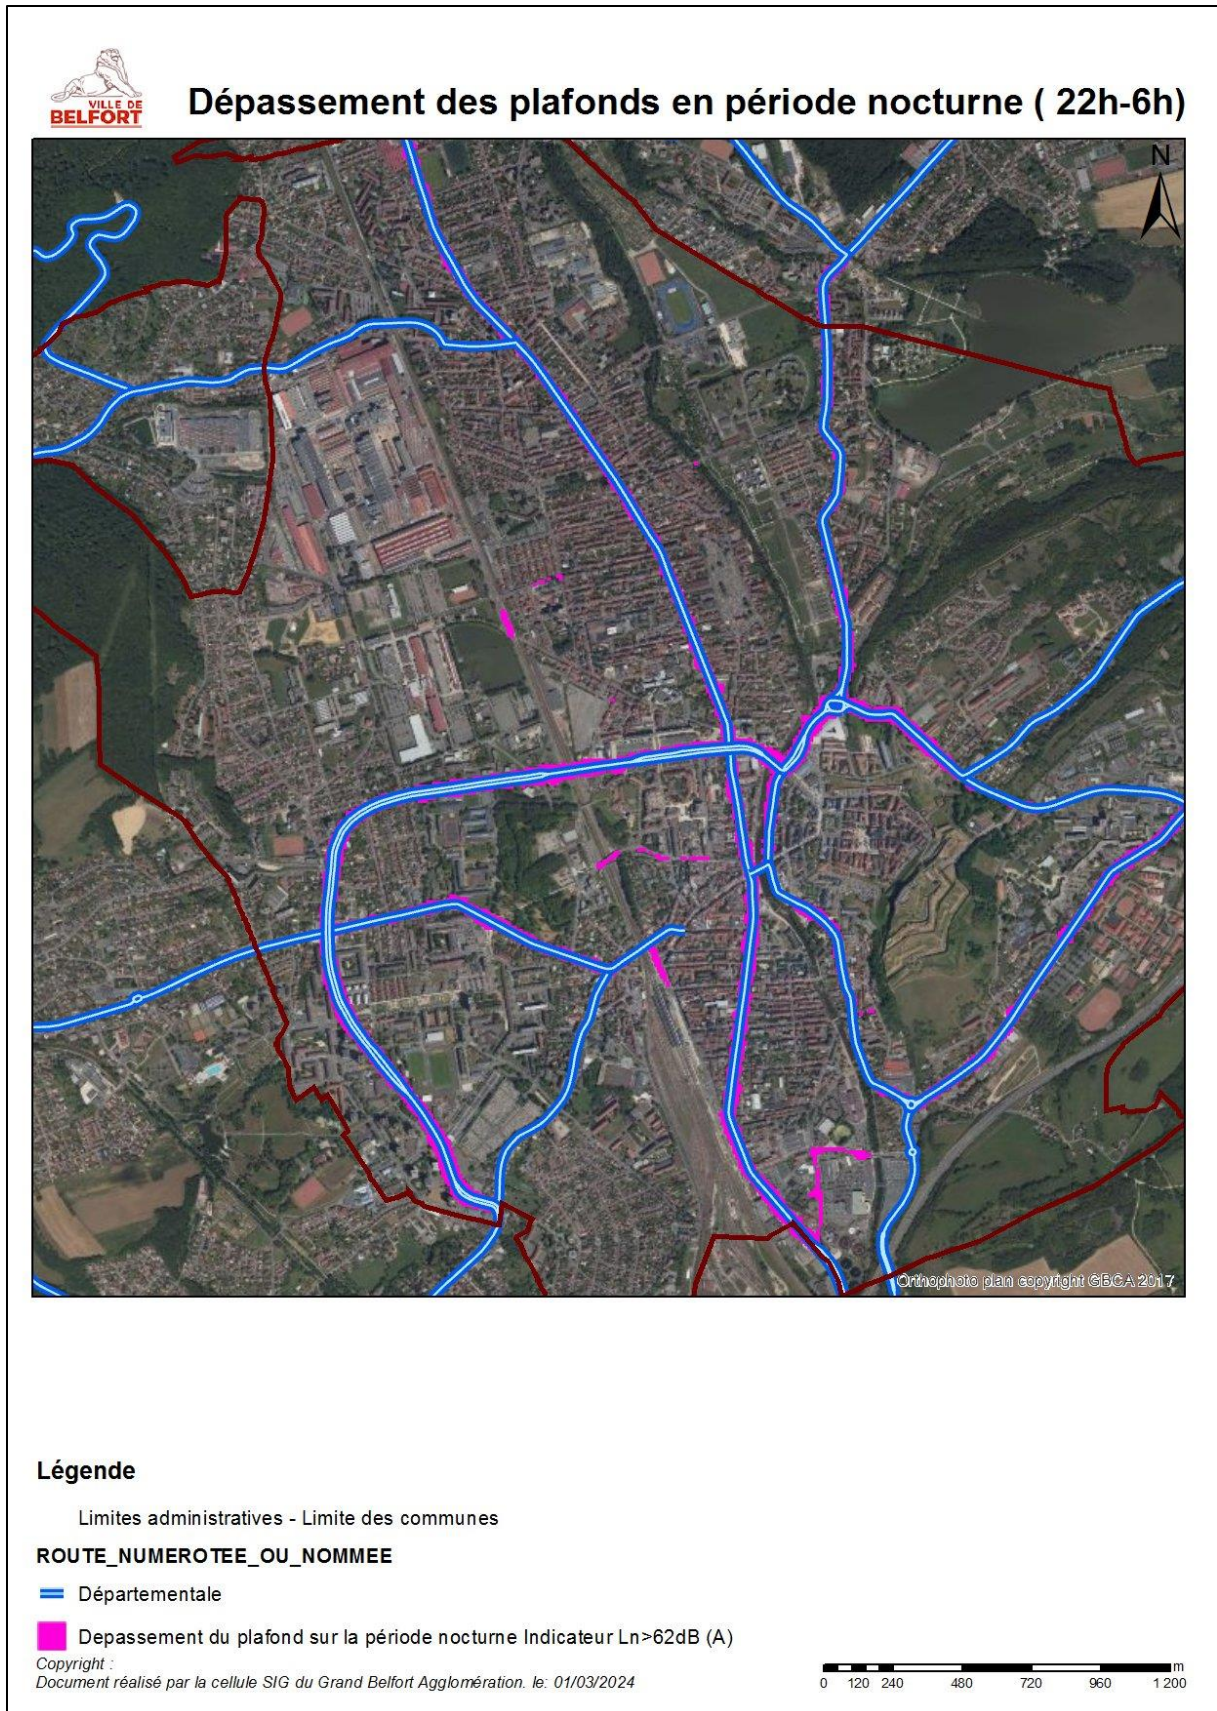 VILLE DE
BELFORT
Dépassement des plafonds en période nocturne ( 22h-6h)
N
Orthophoto plan copyright GBCA 2017
Légende
Limites administratives - Limite des communes
ROUTE_NUMEROTEE_OU_NOMMEE
Départementale
Depassement du plafond sur la période nocturne Indicateur Ln>62dB (A)
Copyright :
Document réalisé par la cellule SIG du Grand Belfort Agglomération. le: 01/03/2024
m
0 120 240 480 720 960 1 200